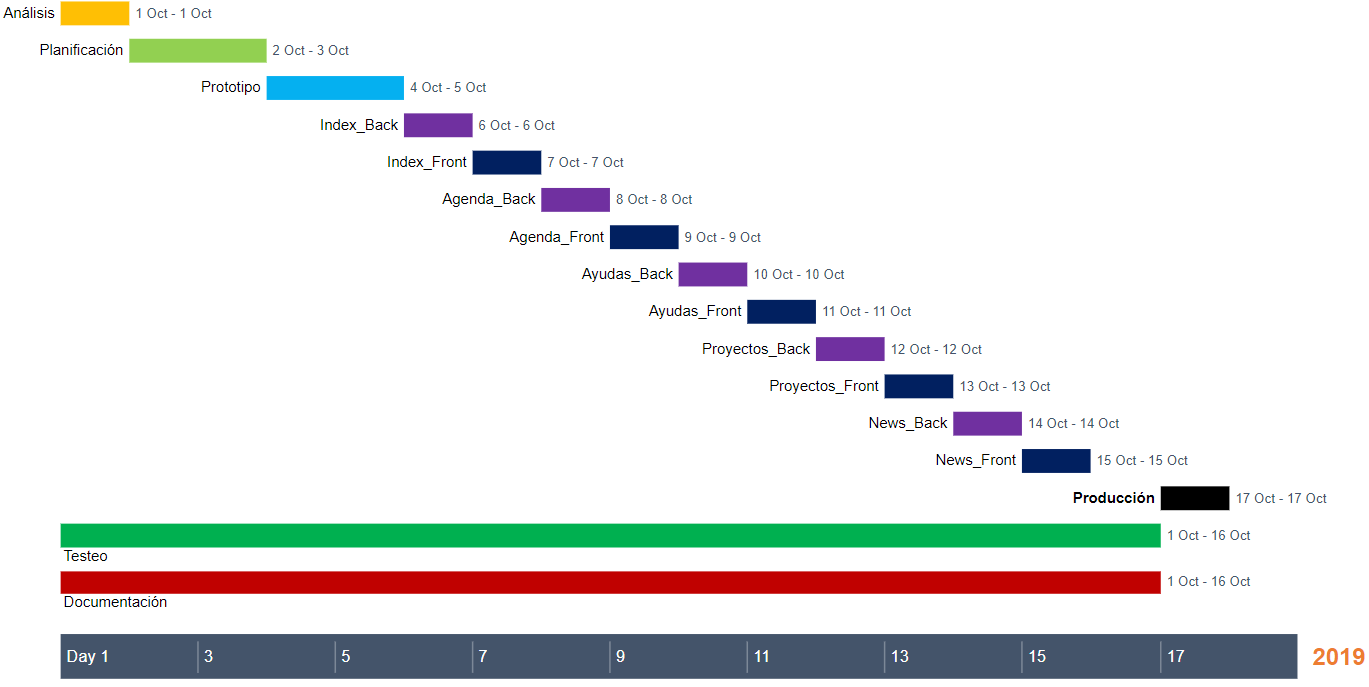 Análisis 1 Oct - 1 Oct
Planificación 2 Oct - 3 Oct
Prototipo 4 Oct - 5 Oct
Index_Back 6 Oct - 6 Oct
Index_Front 7 Oct - 7 Oct
Agenda_Back 8 Oct - 8 Oct
Agenda_Front 9 Oct - 9 Oct
Ayudas_Back 10 Oct - 10 Oct
Ayudas_Front 11 Oct - 11 Oct
Proyectos_Back 12 Oct - 12 Oct
Proyectos_Front 13 Oct - 13 Oct
News_Back 14 Oct - 14 Oct
News_Front 15 Oct - 15 Oct
Producción 17 Oct - 17 Oct
1 Oct - 16 Oct
Testeo
1 Oct - 16 Oct
Documentación
Day 1 3 5 7 9 11 13 15 17 2019